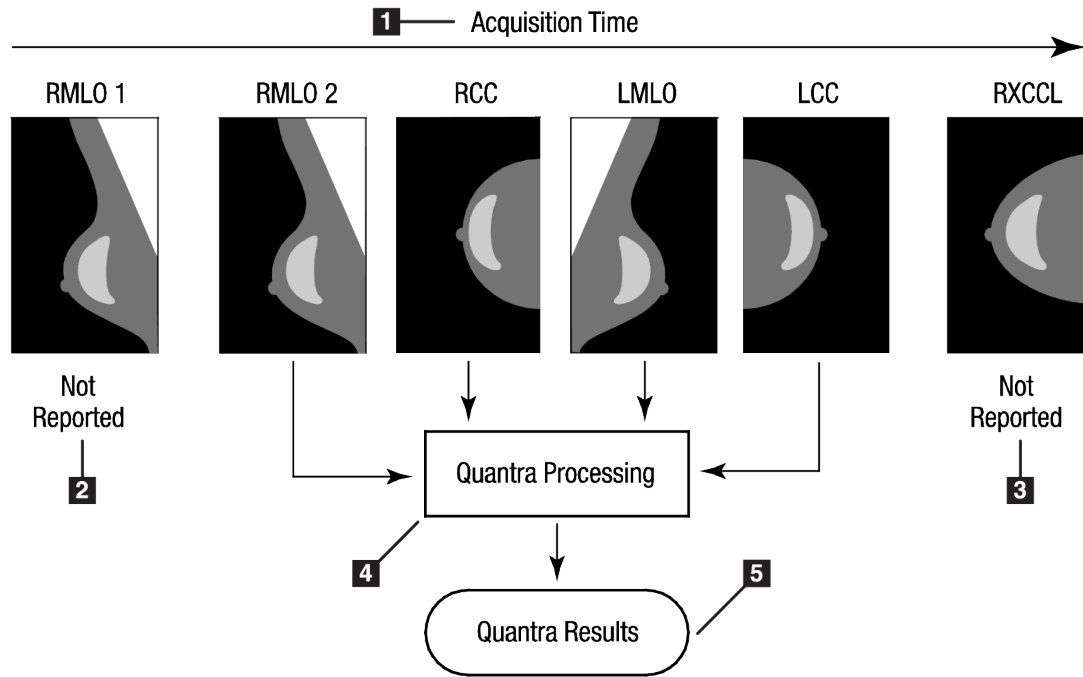 1 Acquisition Time
RMLO 1 RMLO 2 RCC LMLO LCC RXCCL
Not
Reported
2
Not
Reported
3
Quantra Processing
4
5
Quantra Results